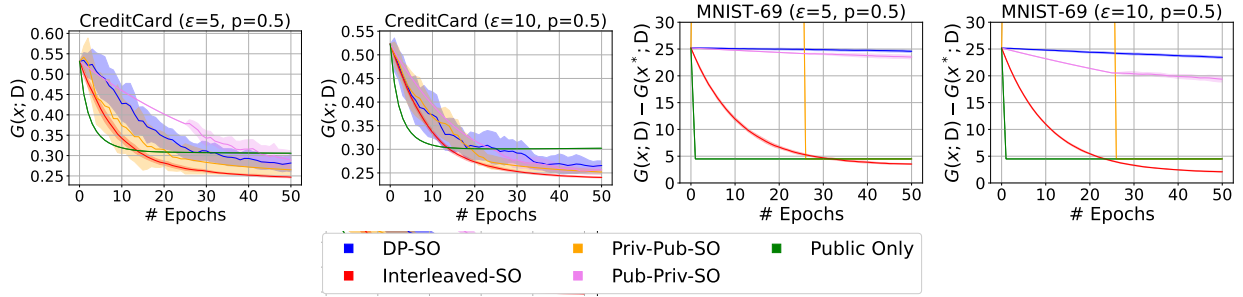 CreditCard (ε=5, p=0.5)
G(x; D)
0.60
0.55
0.50
0.45
0.40
0.35
0.30
0.25
0 10 20 30 40 50
# Epochs
CreditCard (ε=10, p=0.5)
G(x; D)
0.55
0.50
0.45
0.40
0.35
0.30
0.25
0 10 20 30 40 50
# Epochs
MNIST-69 (ε=5, p=0.5)
G(x; D) − G(x*; D)
30
25
20
15
10
5
0
0 10 20 30 40 50
# Epochs
MNIST-69 (ε=10, p=0.5)
G(x; D) − G(x*; D)
30
25
20
15
10
5
0
0 10 20 30 40 50
# Epochs
DP-SO Priv-Pub-SO Public Only
Interleaved-SO Pub-Priv-SO